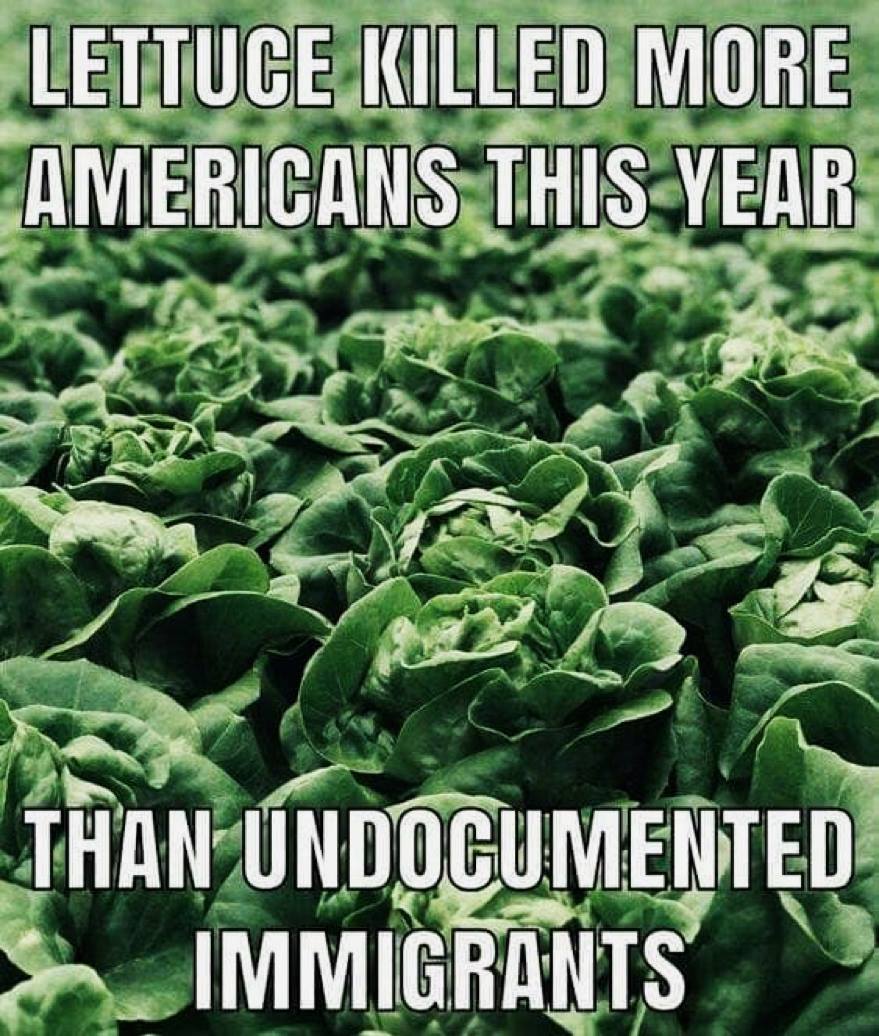 LETTUCE KILLED MORE
AMERICANS THIS YEAR
THAN UNDOCUMENTED
IMMIGRANTS